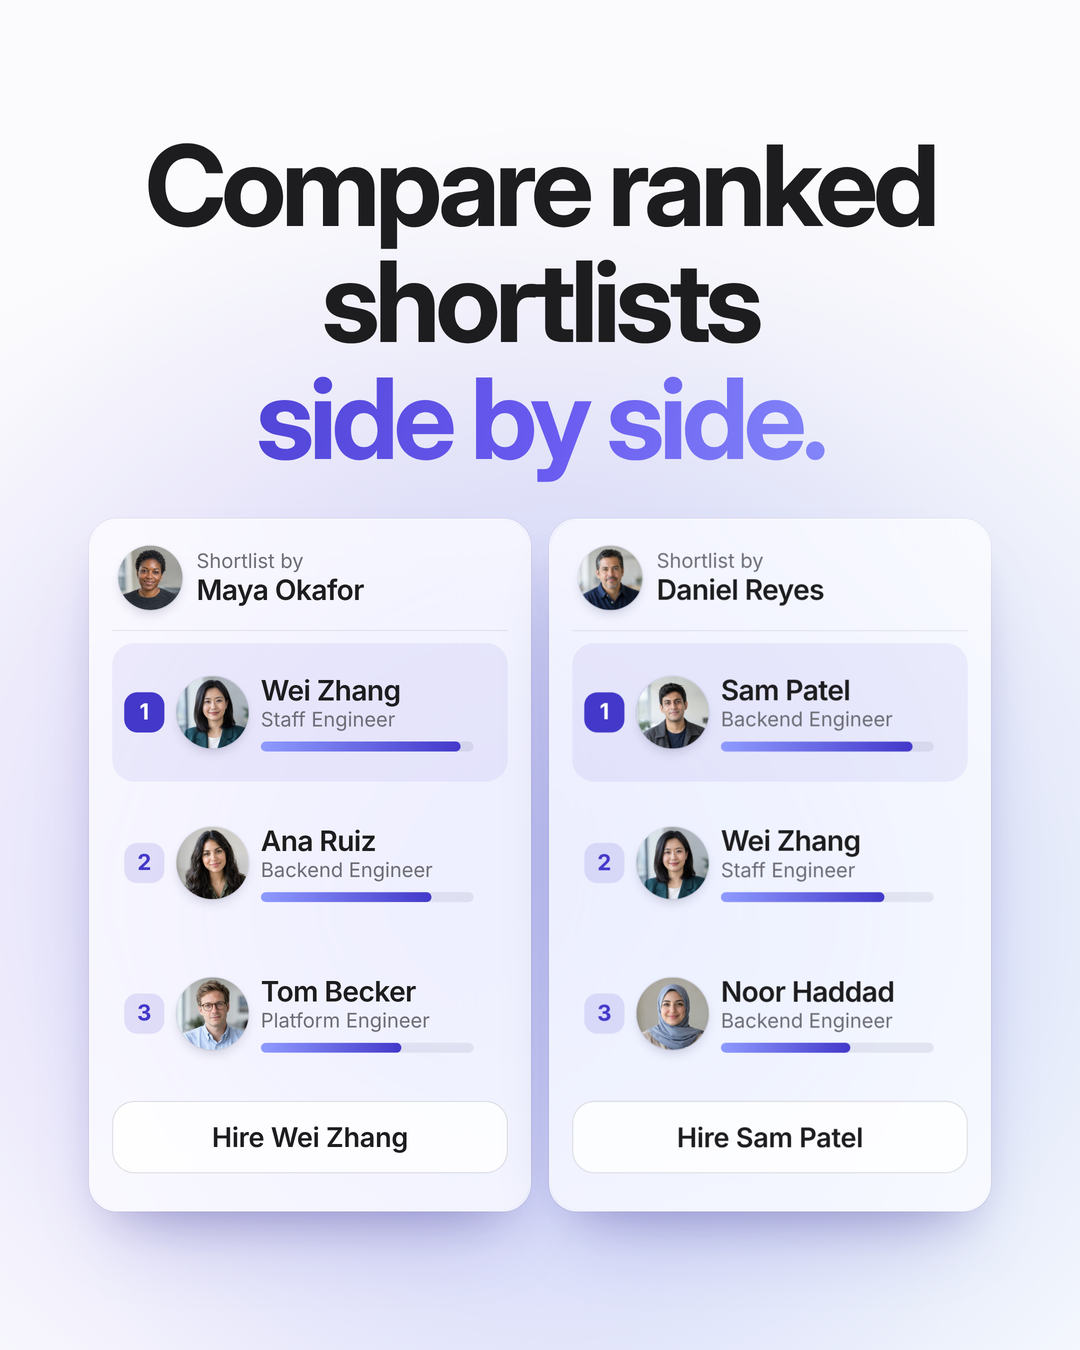 Compare ranked
shortlists
side by side.
Shortlist by
Maya Okafor
1
Wei Zhang
Staff Engineer
2
Ana Ruiz
Backend Engineer
3
Tom Becker
Platform Engineer
Hire Wei Zhang
Shortlist by
Daniel Reyes
1
Sam Patel
Backend Engineer
2
Wei Zhang
Staff Engineer
3
Noor Haddad
Backend Engineer
Hire Sam Patel